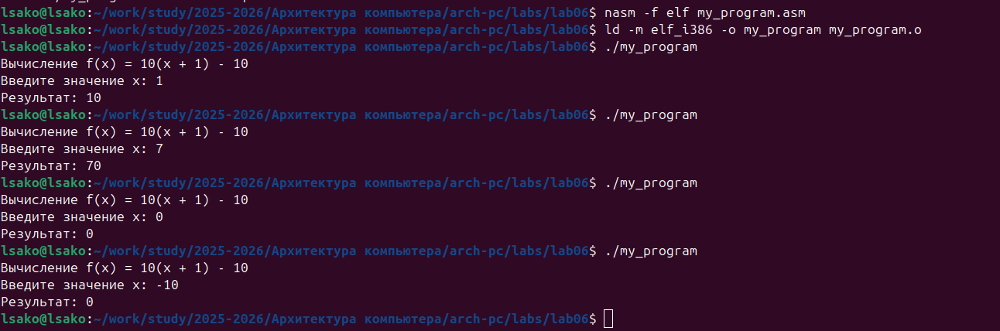 lsako@lsako:~/work/study/2025-2026/Архитектура компьютера/arch-pc/labs/lab06$ nasm -f elf my_program.asm
lsako@lsako:~/work/study/2025-2026/Архитектура компьютера/arch-pc/labs/lab06$ ld -m elf_i386 -o my_program my_program.o
lsako@lsako:~/work/study/2025-2026/Архитектура компьютера/arch-pc/labs/lab06$ ./my_program
Вычисление f(x) = 10(x + 1) - 10
Введите значение x: 1
Результат: 10
lsako@lsako:~/work/study/2025-2026/Архитектура компьютера/arch-pc/labs/lab06$ ./my_program
Вычисление f(x) = 10(x + 1) - 10
Введите значение x: 7
Результат: 70
lsako@lsako:~/work/study/2025-2026/Архитектура компьютера/arch-pc/labs/lab06$ ./my_program
Вычисление f(x) = 10(x + 1) - 10
Введите значение x: 0
Результат: 0
lsako@lsako:~/work/study/2025-2026/Архитектура компьютера/arch-pc/labs/lab06$ ./my_program
Вычисление f(x) = 10(x + 1) - 10
Введите значение x: -10
Результат: 0
lsako@lsako:~/work/study/2025-2026/Архитектура компьютера/arch-pc/labs/lab06$